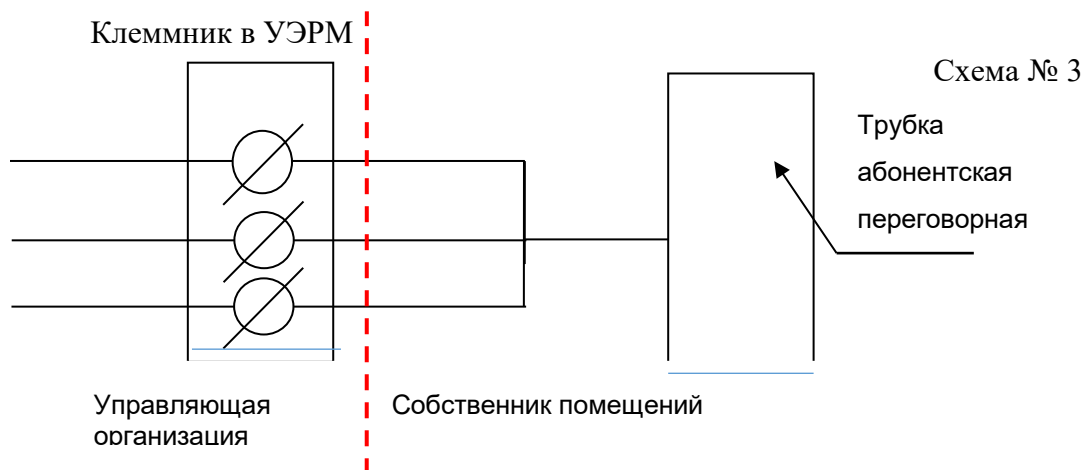 Клеммник в УЭРМ
Схема № 3
Трубка
абонентская
переговорная
Управляющая
организация
Собственник помещений